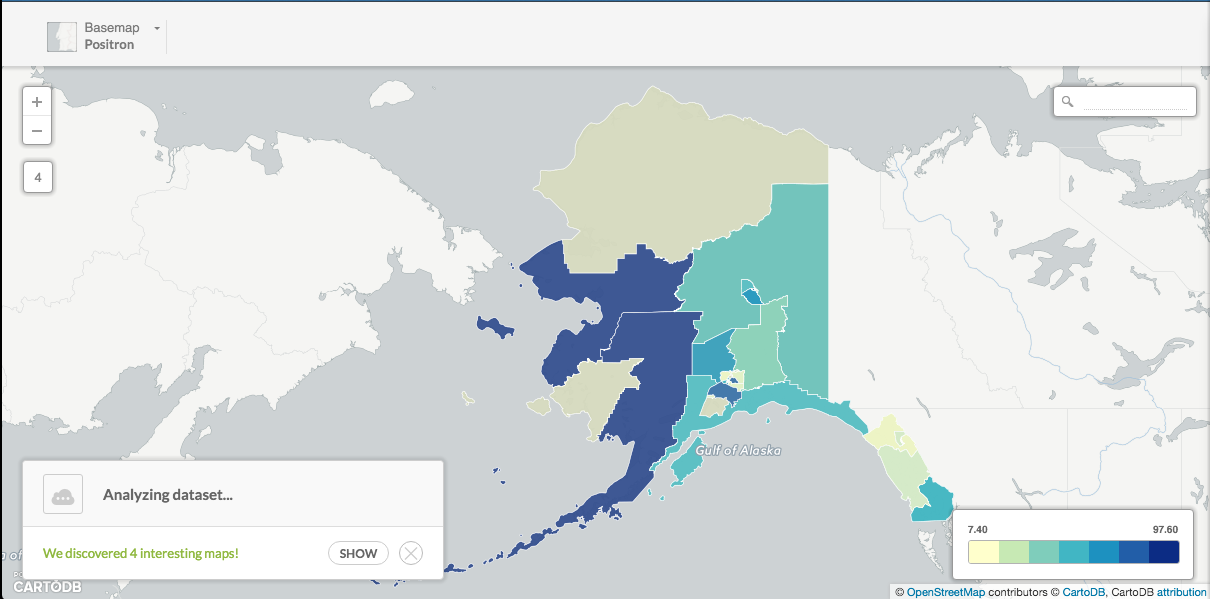 Basemap
Positron
+
−
4
Gulf of Alaska
Analyzing dataset...
We discovered 4 interesting maps!
SHOW
7.40 97.60
CARTODB
© OpenStreetMap contributors © CartoDB, CartoDB attribution